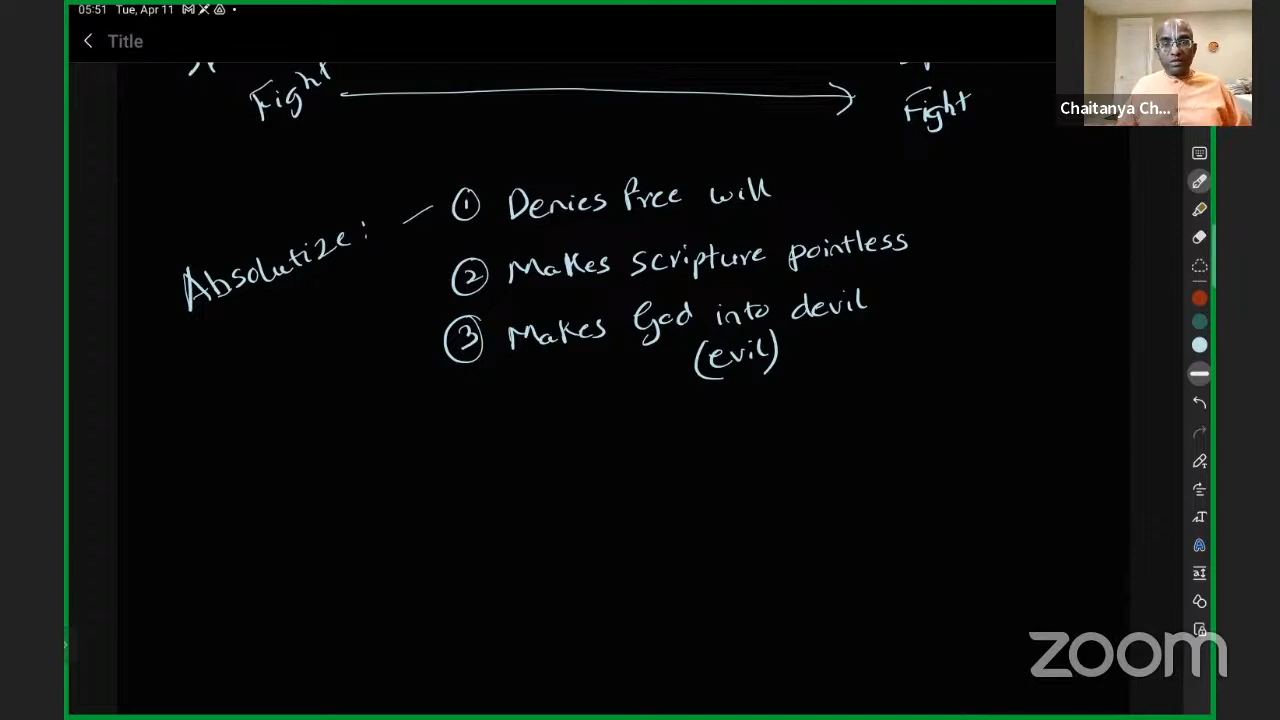 05:51 Tue, Apr 11
Title
Chaitanya Ch...
Fight
Fight
Absolutize:
① Denies free will
② Makes scripture pointless
③ Makes God into devil
(evil)
zoom